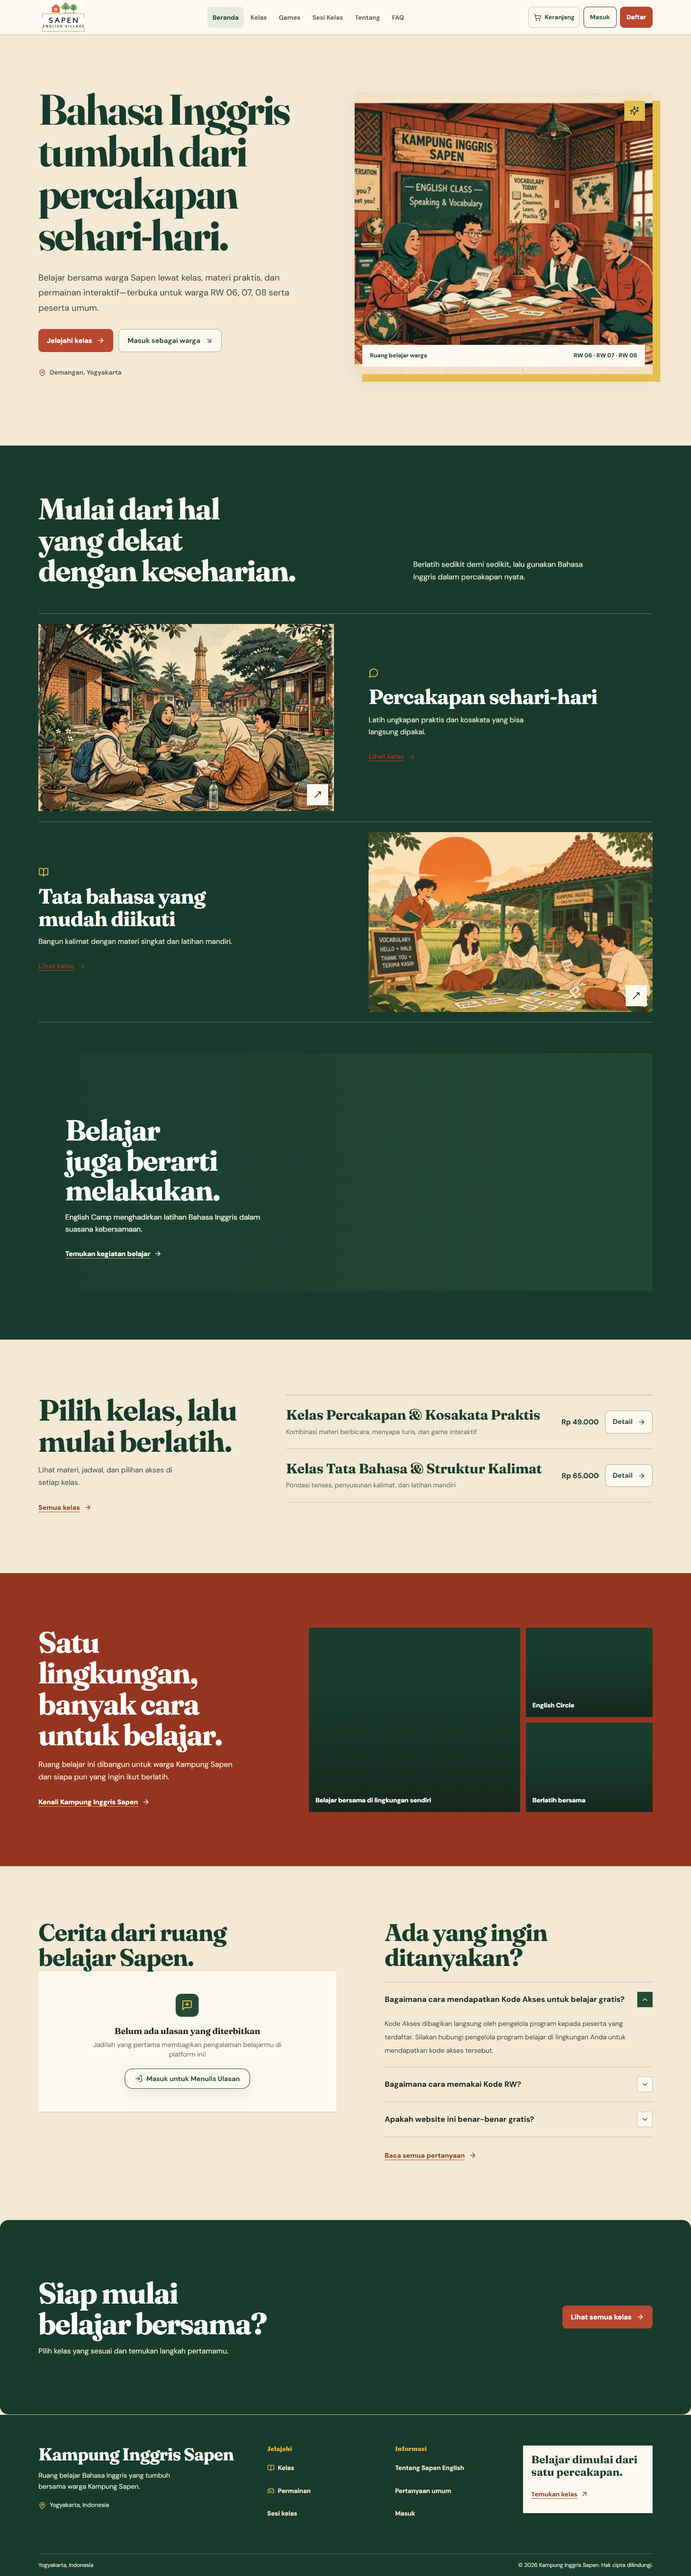 SAPEN
ENGLISH VILLAGE
Beranda
Kelas
Games
Sesi Kelas
Tentang
FAQ
Keranjang
Masuk
Daftar
Bahasa Inggris
tumbuh dari
percakapan
sehari-hari.
Belajar bersama warga Sapen lewat kelas, materi praktis, dan
permainan interaktif—terbuka untuk warga RW 06, 07, 08 serta
peserta umum.
Jelajahi kelas
Masuk sebagai warga
Demangan, Yogyakarta
KAMPUNG INGGRIS
SAPEN
ENGLISH CLASS
Speaking & Vocabulary
VOCABULARY
TODAY
NOTES
Ruang belajar warga
RW 06 · RW 07 · RW 08
Mulai dari hal
yang dekat
dengan keseharian.
Berlatih sedikit demi sedikit, lalu gunakan Bahasa
Inggris dalam percakapan nyata.
Percakapan sehari-hari
Latih ungkapan praktis dan kosakata yang bisa
langsung dipakai.
Lihat kelas
Tata bahasa yang
mudah diikuti
Bangun kalimat dengan materi singkat dan latihan mandiri.
Lihat kelas
KAMPUNG INGGRIS
VOCABULARY
HELLO = HALO
THANK YOU =
TERIMA KASIH
Belajar
juga berarti
melakukan.
English Camp menghadirkan latihan Bahasa Inggris dalam
suasana kebersamaan.
Temukan kegiatan belajar
Pilih kelas, lalu
mulai berlatih.
Lihat materi, jadwal, dan pilihan akses di
setiap kelas.
Semua kelas
Kelas Percakapan & Kosakata Praktis
Kombinasi materi berbicara, menyapa turis, dan game interaktif
Rp 49.000
Detail
Kelas Tata Bahasa & Struktur Kalimat
Pondasi tenses, penyusunan kalimat, dan latihan mandiri
Rp 65.000
Detail
Satu
lingkungan,
banyak cara
untuk belajar.
Ruang belajar ini dibangun untuk warga Kampung Sapen
dan siapa pun yang ingin ikut berlatih.
Kenali Kampung Inggris Sapen
Belajar bersama di lingkungan sendiri
English Circle
Berlatih bersama
Cerita dari ruang
belajar Sapen.
Belum ada ulasan yang diterbitkan
Jadilah yang pertama membagikan pengalaman belajarmu di
platform ini!
Masuk untuk Menulis Ulasan
Ada yang ingin
ditanyakan?
Bagaimana cara mendapatkan Kode Akses untuk belajar gratis?
Kode Akses dibagikan langsung oleh pengelola program kepada peserta yang
terdaftar. Silakan hubungi pengelola program belajar di lingkungan Anda untuk
mendapatkan kode akses tersebut.
Bagaimana cara memakai Kode RW?
Apakah website ini benar-benar gratis?
Baca semua pertanyaan
Siap mulai
belajar bersama?
Pilih kelas yang sesuai dan temukan langkah pertamamu.
Lihat semua kelas
Kampung Inggris Sapen
Ruang belajar Bahasa Inggris yang tumbuh
bersama warga Kampung Sapen.
Yogyakarta, Indonesia
Jelajahi
Kelas
Permainan
Sesi kelas
Informasi
Tentang Sapen English
Pertanyaan umum
Masuk
Belajar dimulai dari
satu percakapan.
Temukan kelas
Yogyakarta, Indonesia
© 2026 Kampung Inggris Sapen. Hak cipta dilindungi.